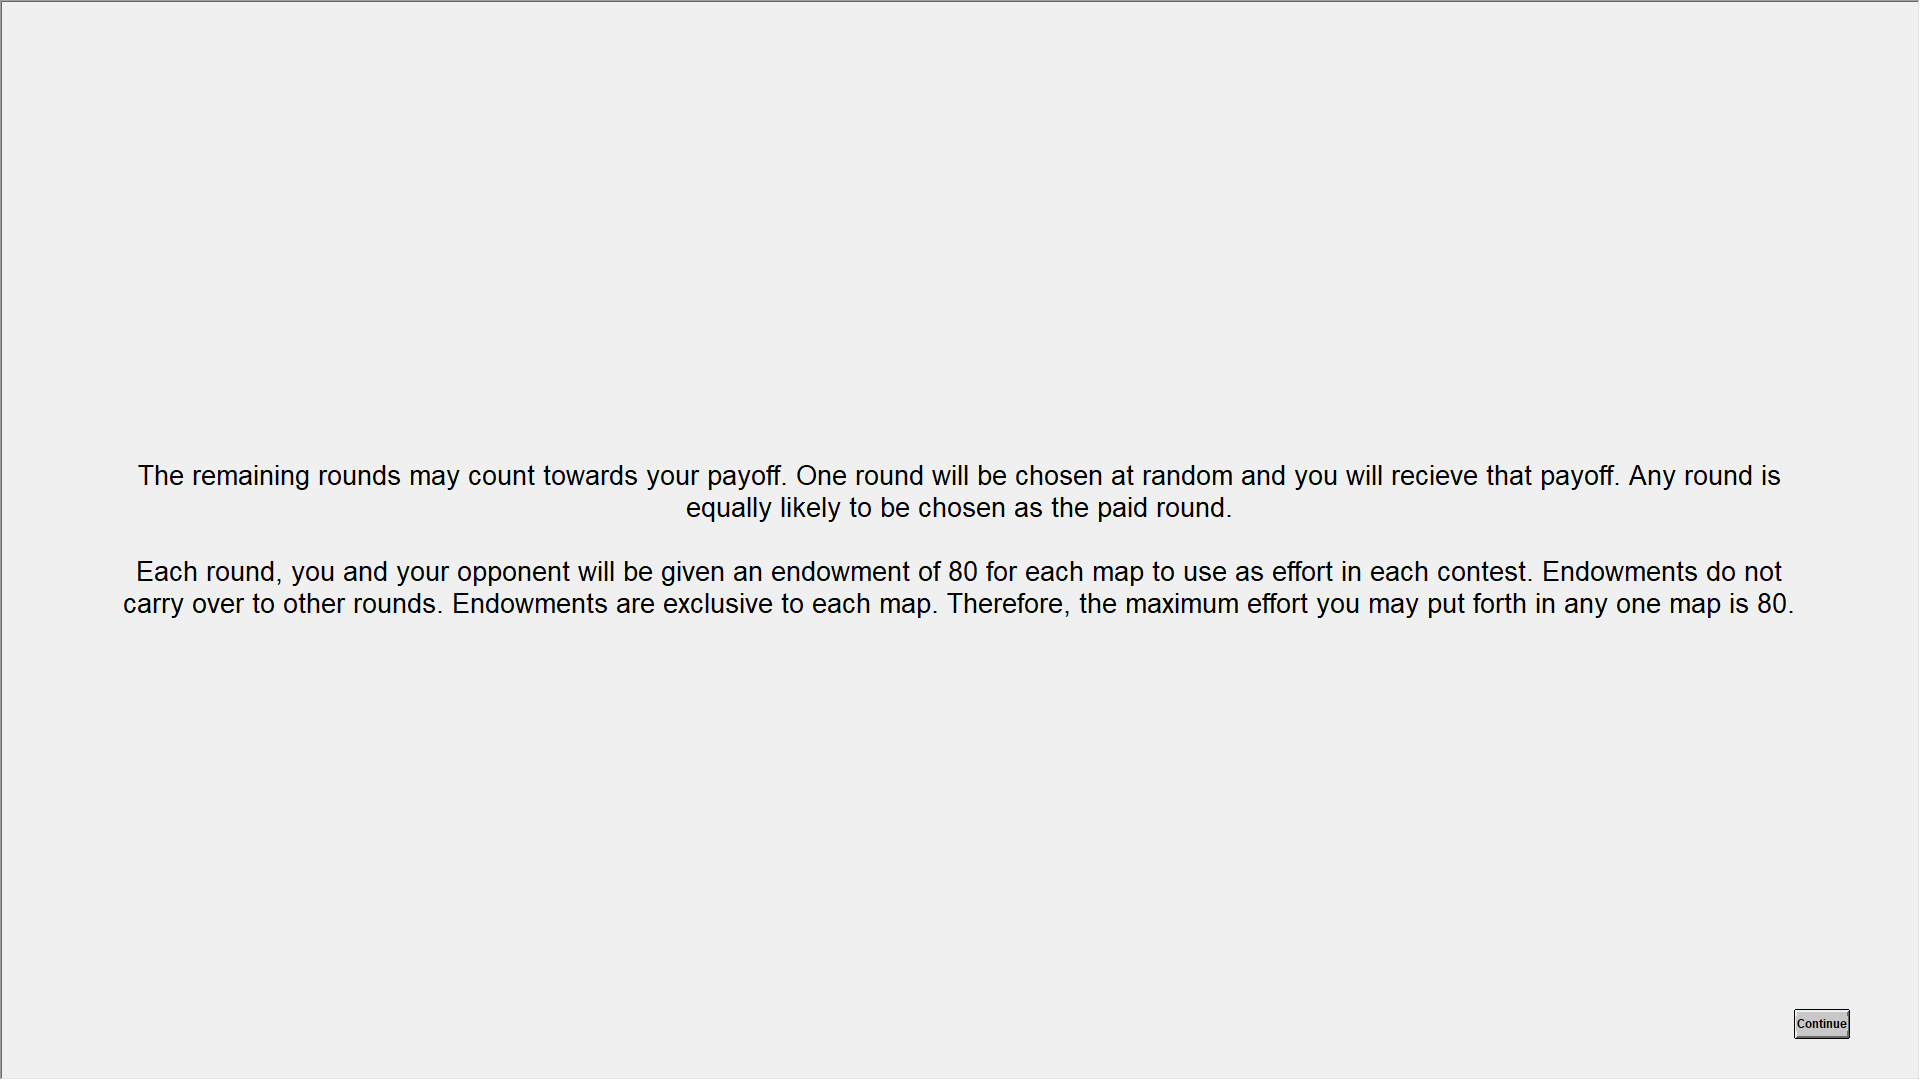 The remaining rounds may count towards your payoff. One round will be chosen at random and you will recieve that payoff. Any round is
equally likely to be chosen as the paid round.
Each round, you and your opponent will be given an endowment of 80 for each map to use as effort in each contest. Endowments do not
carry over to other rounds. Endowments are exclusive to each map. Therefore, the maximum effort you may put forth in any one map is 80.
Continue